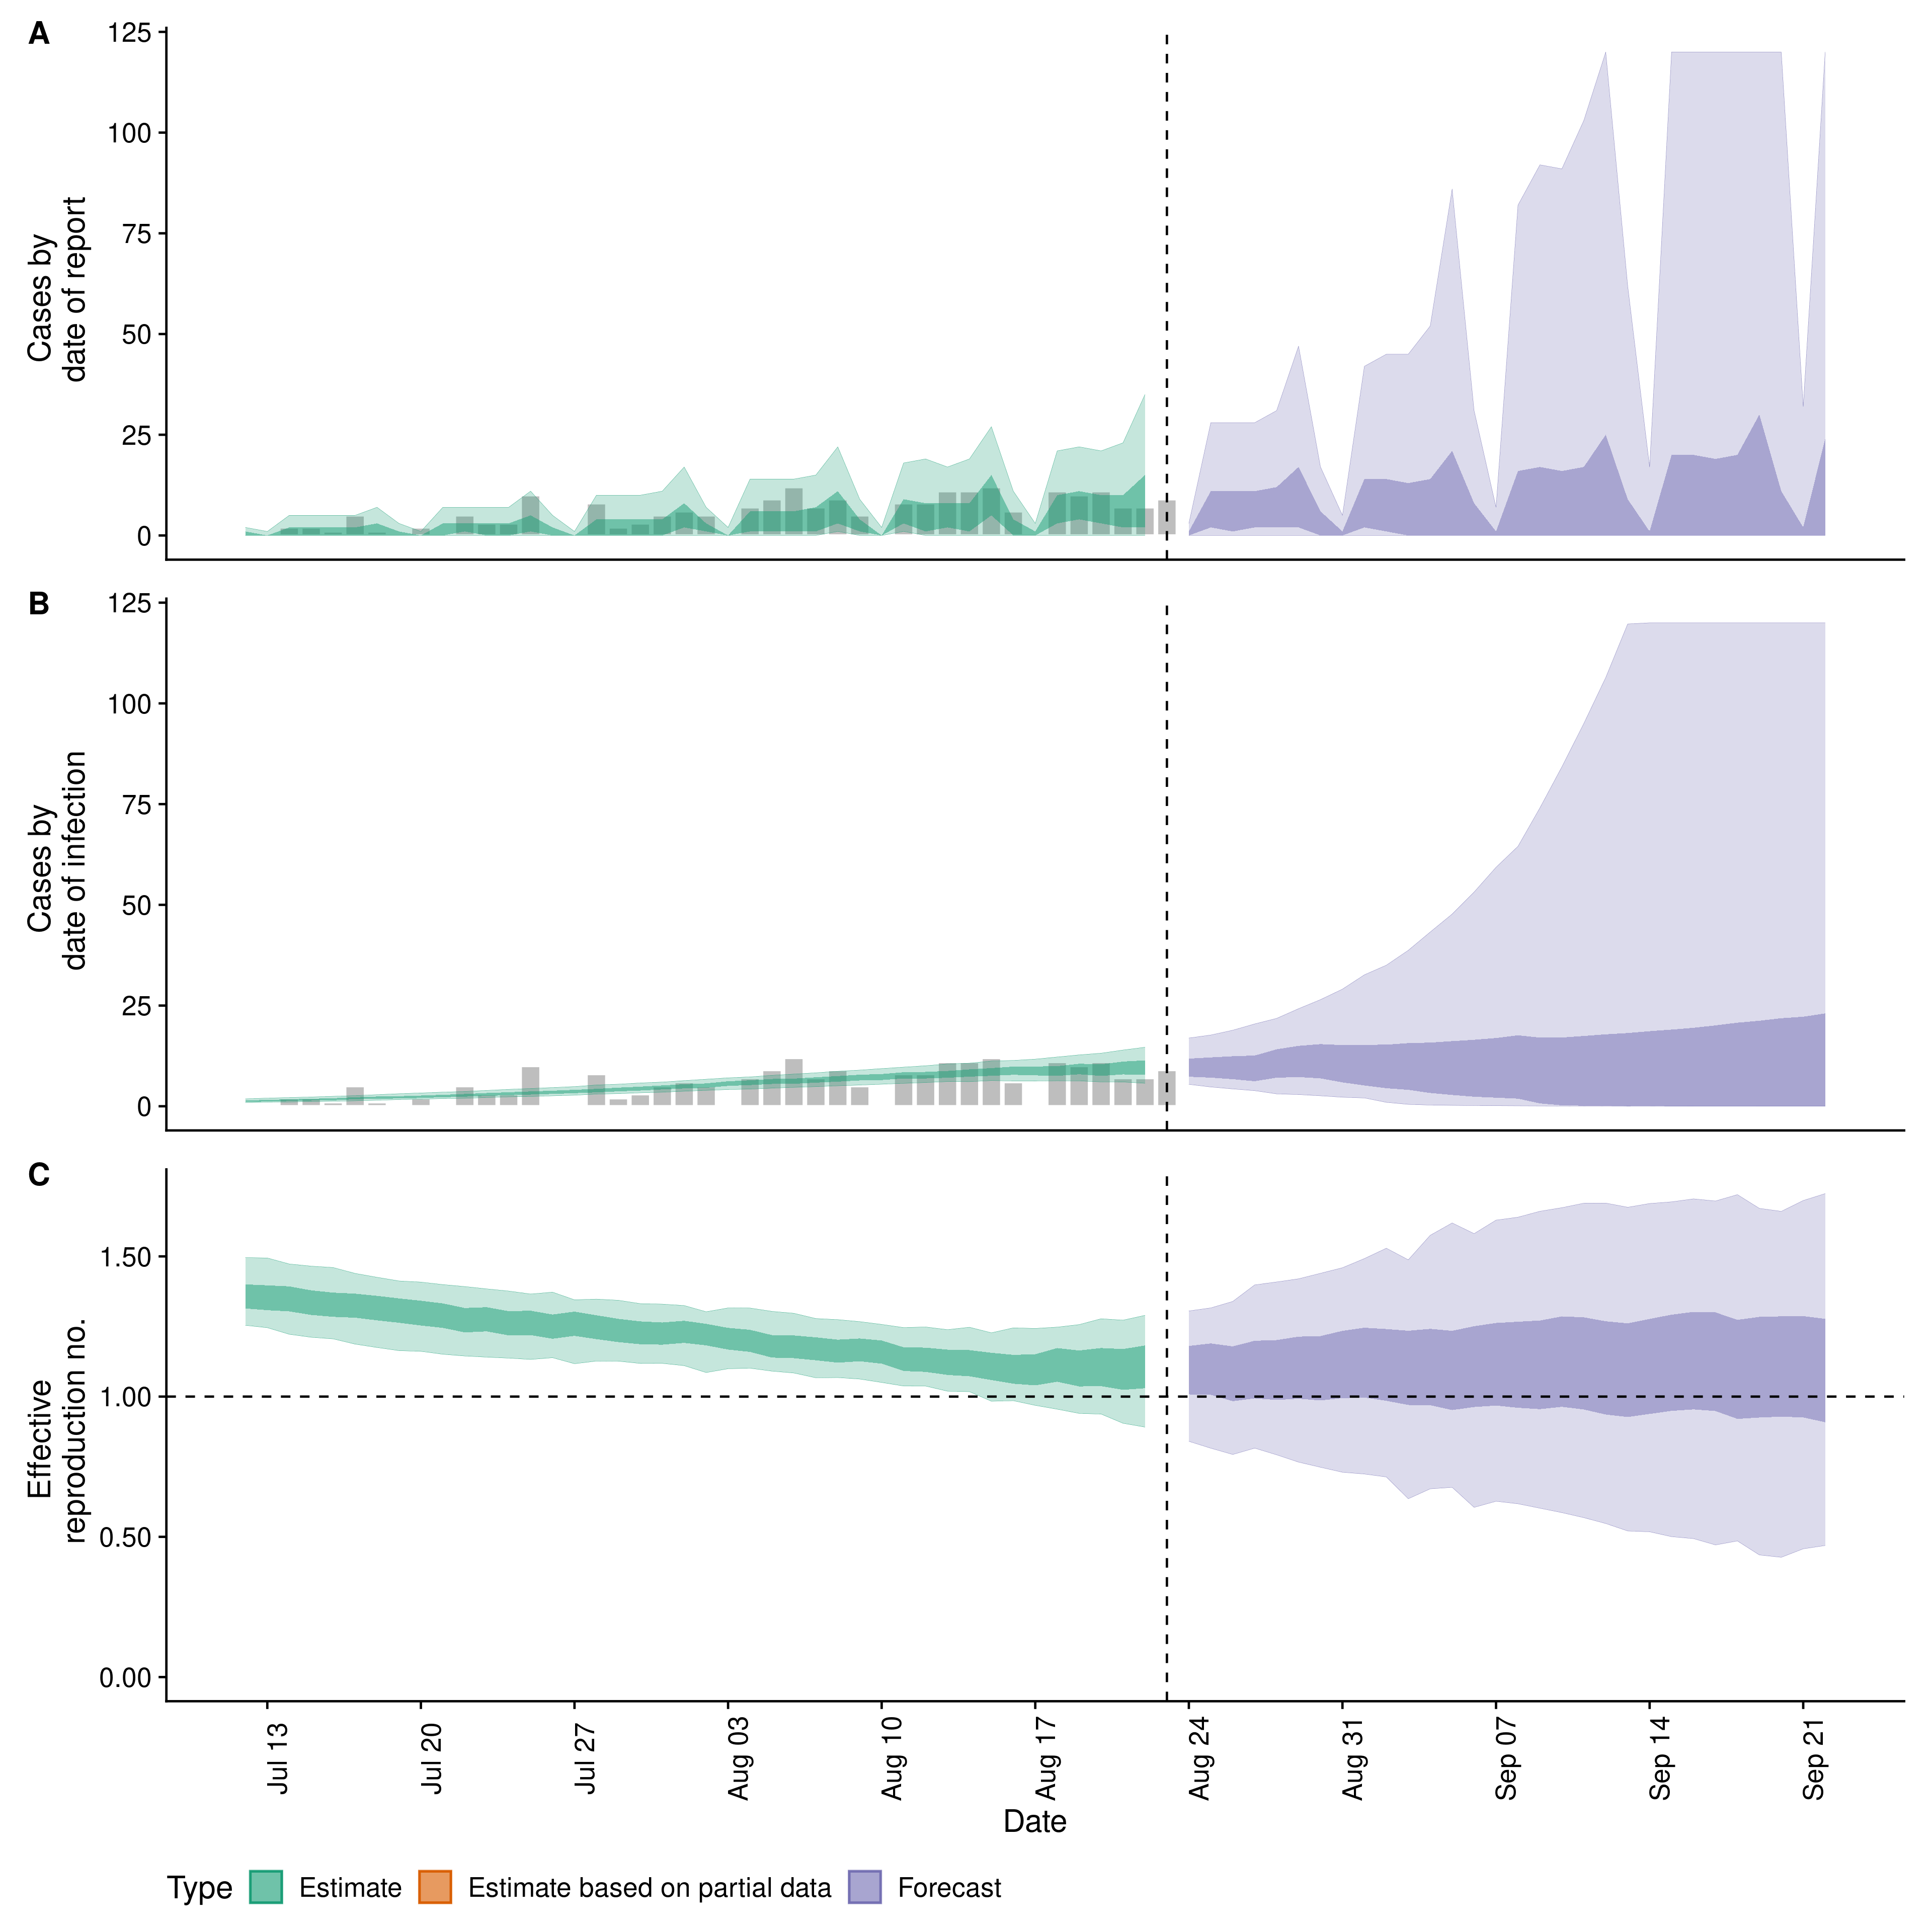 A
125
100
75
50
25
0
Cases by
date of report
B
125
100
75
50
25
0
Cases by
date of infection
C
1.50
1.00
0.50
0.00
Effective
reproduction no.
Jul 13
Jul 20
Jul 27
Aug 03
Aug 10
Aug 17
Aug 24
Aug 31
Sep 07
Sep 14
Sep 21
Date
Type Estimate Estimate based on partial data Forecast